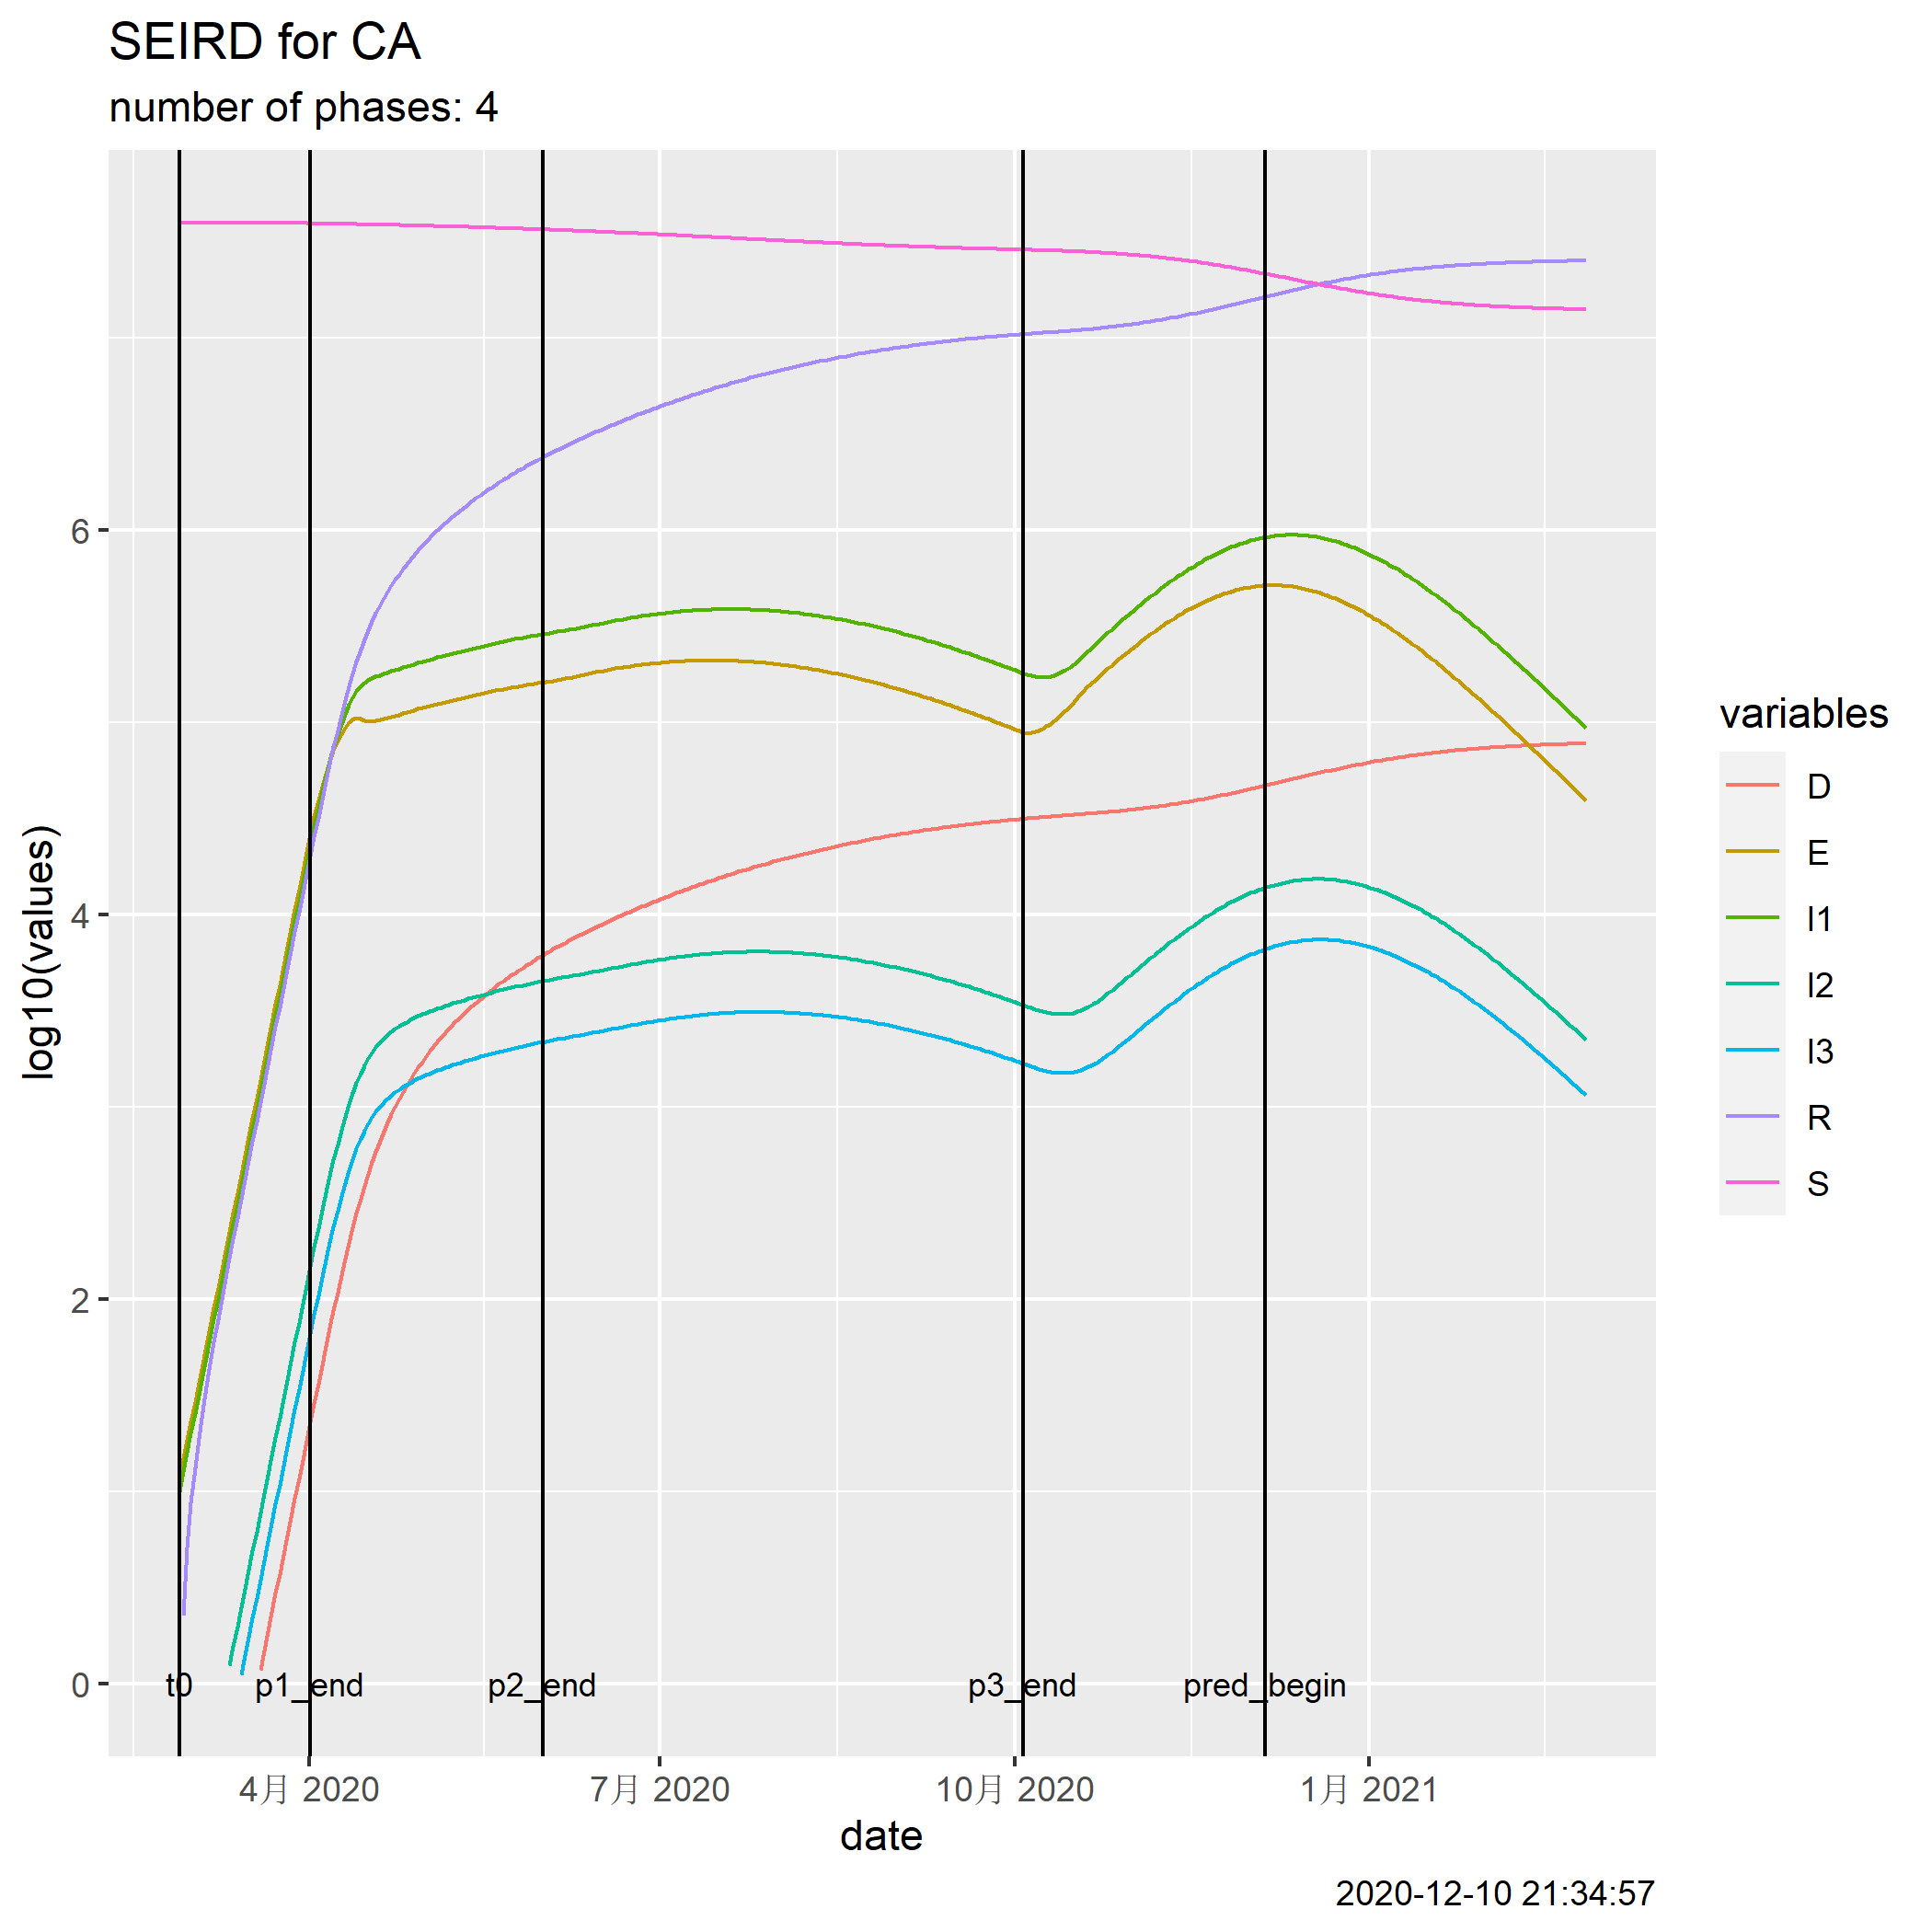 SEIRD for CA
number of phases: 4
log10(values)
6
4
2
0
t0
p1_end
p2_end
p3_end
pred_begin
4月 2020
7月 2020
10月 2020
1月 2021
date
variables
D
E
I1
I2
I3
R
S
2020-12-10 21:34:57